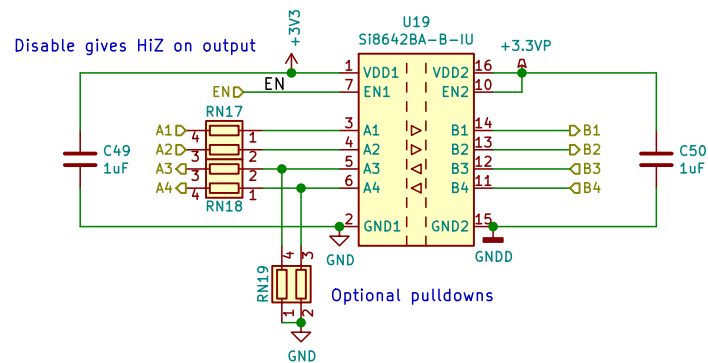 U19
Si8642BA-B-IU
+3V3
+3.3VP
Disable gives HiZ on output
1 VDD1 VDD2 16
EN EN 7 EN1 EN2 10
RN17
A1 4 1 3 A1 B1 14 B1
A2 3 2 4 A2 B2 13 B2
A3 3 2 5 A3 B3 12 B3
A4 4 1 6 A4 B4 11 B4
RN18
C49
1uF
C50
1uF
2 GND1 GND2 15
GND
GNDD
4 3
RN19
1 2
Optional pulldowns
GND